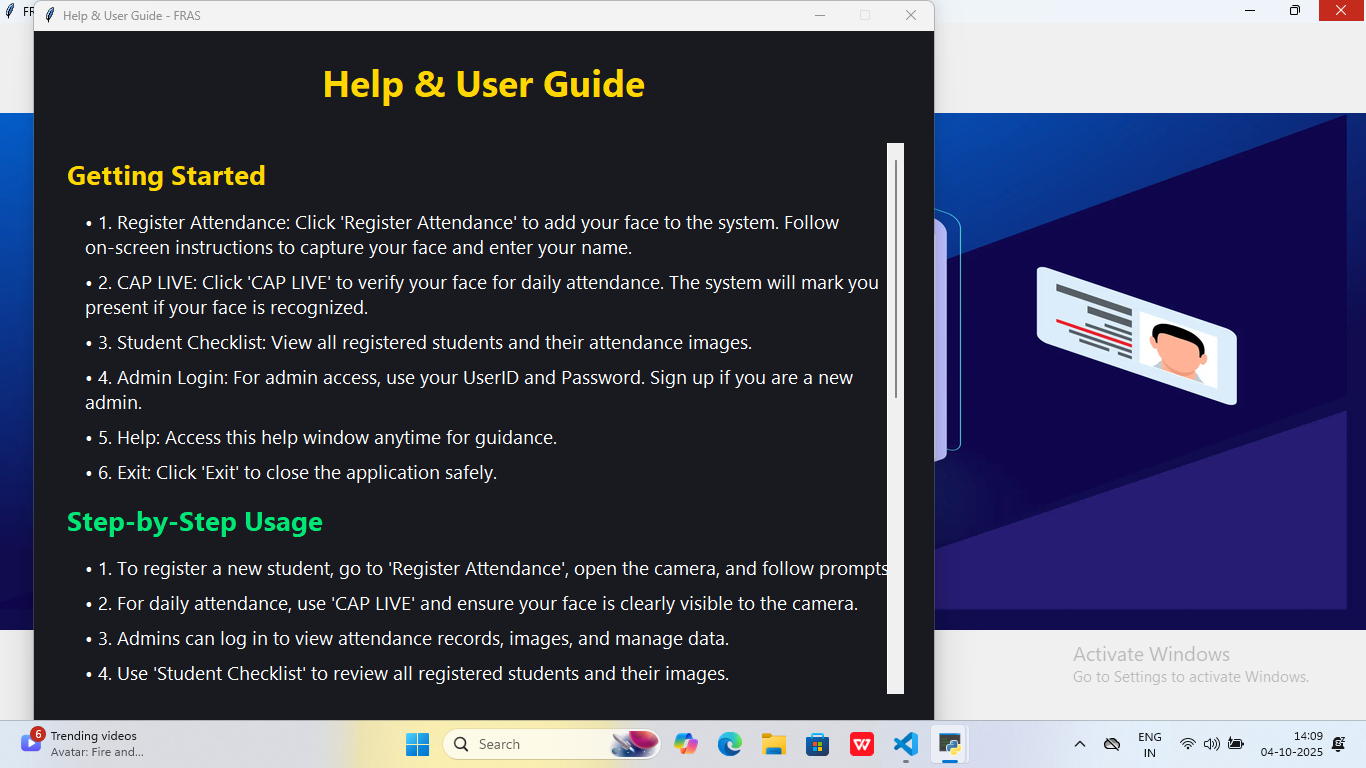 FR
Help & User Guide - FRAS
Help & User Guide
Getting Started
• 1. Register Attendance: Click 'Register Attendance' to add your face to the system. Follow
on-screen instructions to capture your face and enter your name.
• 2. CAP LIVE: Click 'CAP LIVE' to verify your face for daily attendance. The system will mark you
present if your face is recognized.
• 3. Student Checklist: View all registered students and their attendance images.
• 4. Admin Login: For admin access, use your UserID and Password. Sign up if you are a new
admin.
• 5. Help: Access this help window anytime for guidance.
• 6. Exit: Click 'Exit' to close the application safely.
Step-by-Step Usage
• 1. To register a new student, go to 'Register Attendance', open the camera, and follow prompts
• 2. For daily attendance, use 'CAP LIVE' and ensure your face is clearly visible to the camera.
• 3. Admins can log in to view attendance records, images, and manage data.
• 4. Use 'Student Checklist' to review all registered students and their images.
Activate Windows
Go to Settings to activate Windows.
6
Trending videos
Avatar: Fire and...
Search
W
ENG
IN
14:09
04-10-2025